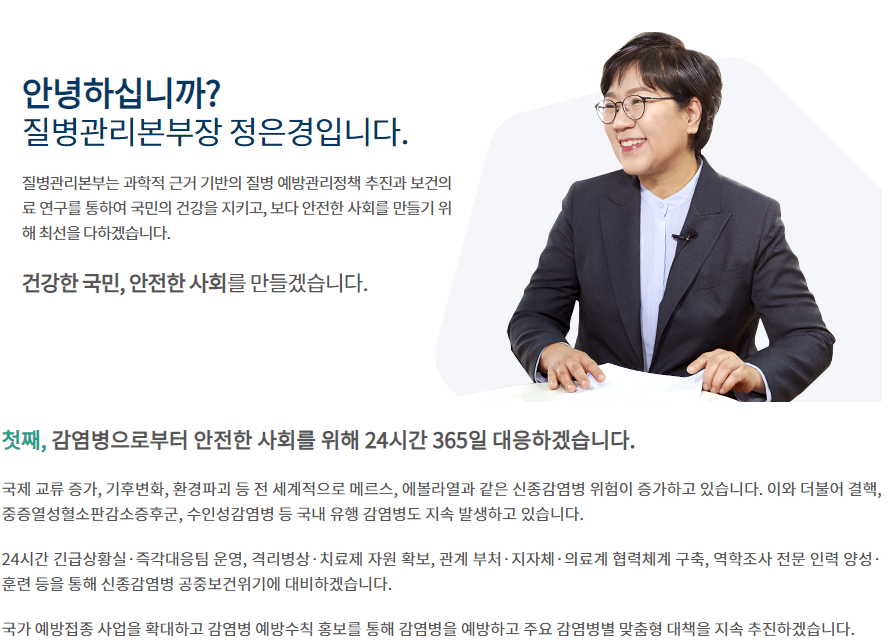 안녕하십니까?
질병관리본부장 정은경입니다.
질병관리본부는 과학적 근거 기반의 질병 예방관리정책 추진과 보건의
료 연구를 통하여 국민의 건강을 지키고, 보다 안전한 사회를 만들기 위
해 최선을 다하겠습니다.
건강한 국민, 안전한 사회를 만들겠습니다.
첫째, 감염병으로부터 안전한 사회를 위해 24시간 365일 대응하겠습니다.
국제 교류 증가, 기후변화, 환경파괴 등 전 세계적으로 메르스, 에볼라열과 같은 신종감염병 위험이 증가하고 있습니다. 이와 더불어 결핵,
중증열성혈소판감소증후군, 수인성감염병 등 국내 유행 감염병도 지속 발생하고 있습니다.
24시간 긴급상황실·즉각대응팀 운영, 격리병상·치료제 자원 확보, 관계 부처·지자체·의료계 협력체계 구축, 역학조사 전문 인력 양성·
훈련 등을 통해 신종감염병 공중보건위기에 대비하겠습니다.
국가 예방접종 사업을 확대하고 감염병 예방수칙 홍보를 통해 감염병을 예방하고 주요 감염병별 맞춤형 대책을 지속 추진하겠습니다.